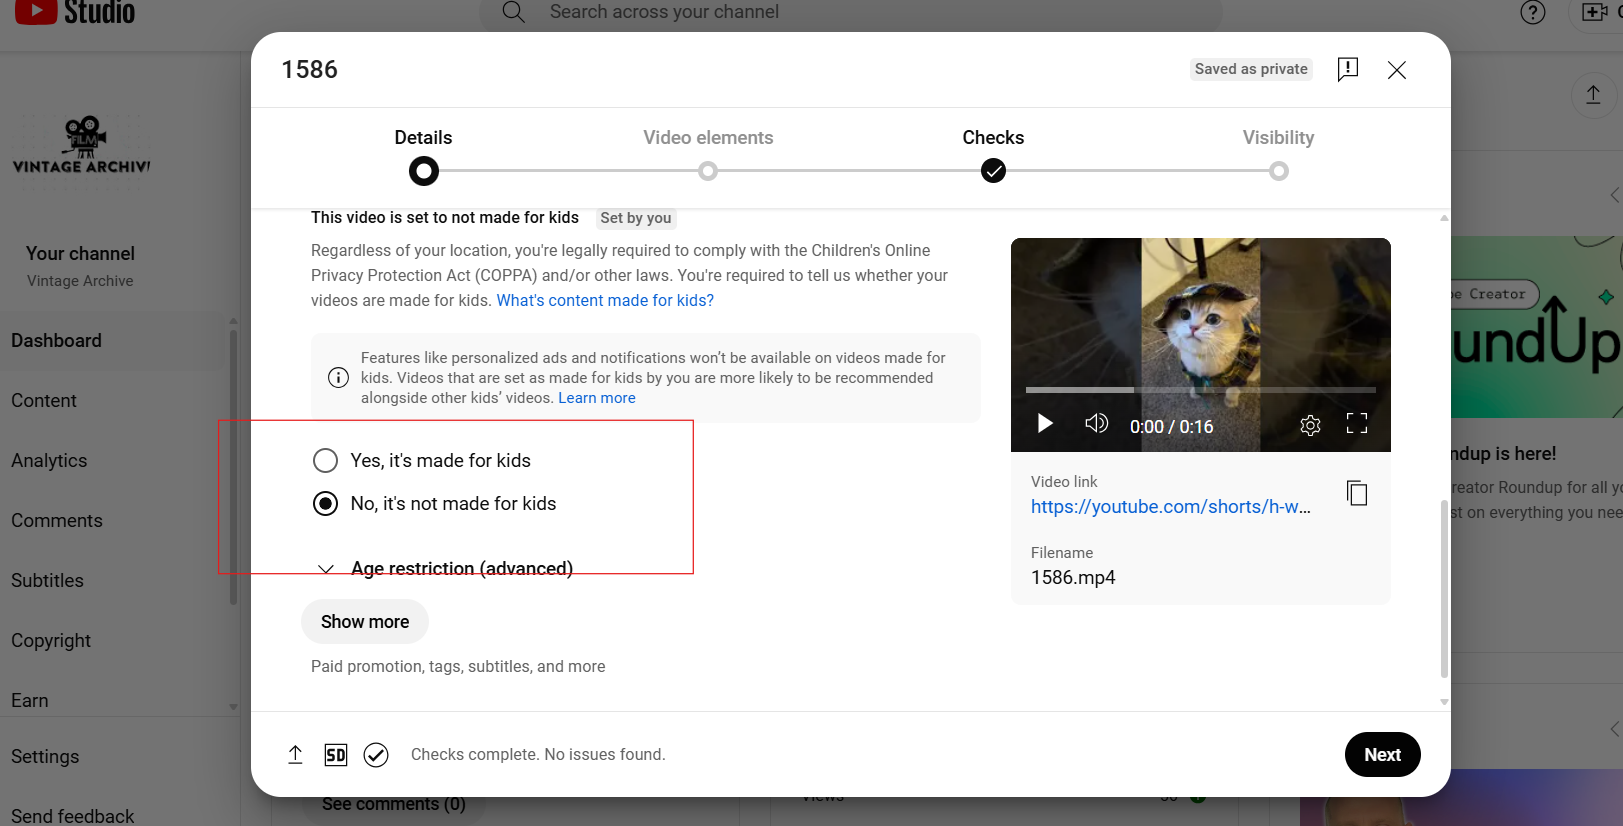 Studio
Search across your channel
1586
Saved as private
Details
Video elements
Checks
Visibility
FILM
VINTAGE ARCHIV
Your channel
Vintage Archive
Dashboard
Content
Analytics
Comments
Subtitles
Copyright
Earn
Settings
Send feedback
This video is set to not made for kids
Set by you
Regardless of your location, you're legally required to comply with the Children's Online
Privacy Protection Act (COPPA) and/or other laws. You're required to tell us whether your
videos are made for kids. What's content made for kids?
Features like personalized ads and notifications won’t be available on videos made for
kids. Videos that are set as made for kids by you are more likely to be recommended
alongside other kids’ videos. Learn more
Yes, it's made for kids
No, it's not made for kids
Age restriction (advanced)
Show more
Paid promotion, tags, subtitles, and more
0:00 / 0:16
Video link
https://youtube.com/shorts/h-w...
Filename
1586.mp4
SD
Checks complete. No issues found.
Next
See comments (0)
Views
be Creator
undUp
ndup is here!
reator Roundup for all yo
st on everything you nee